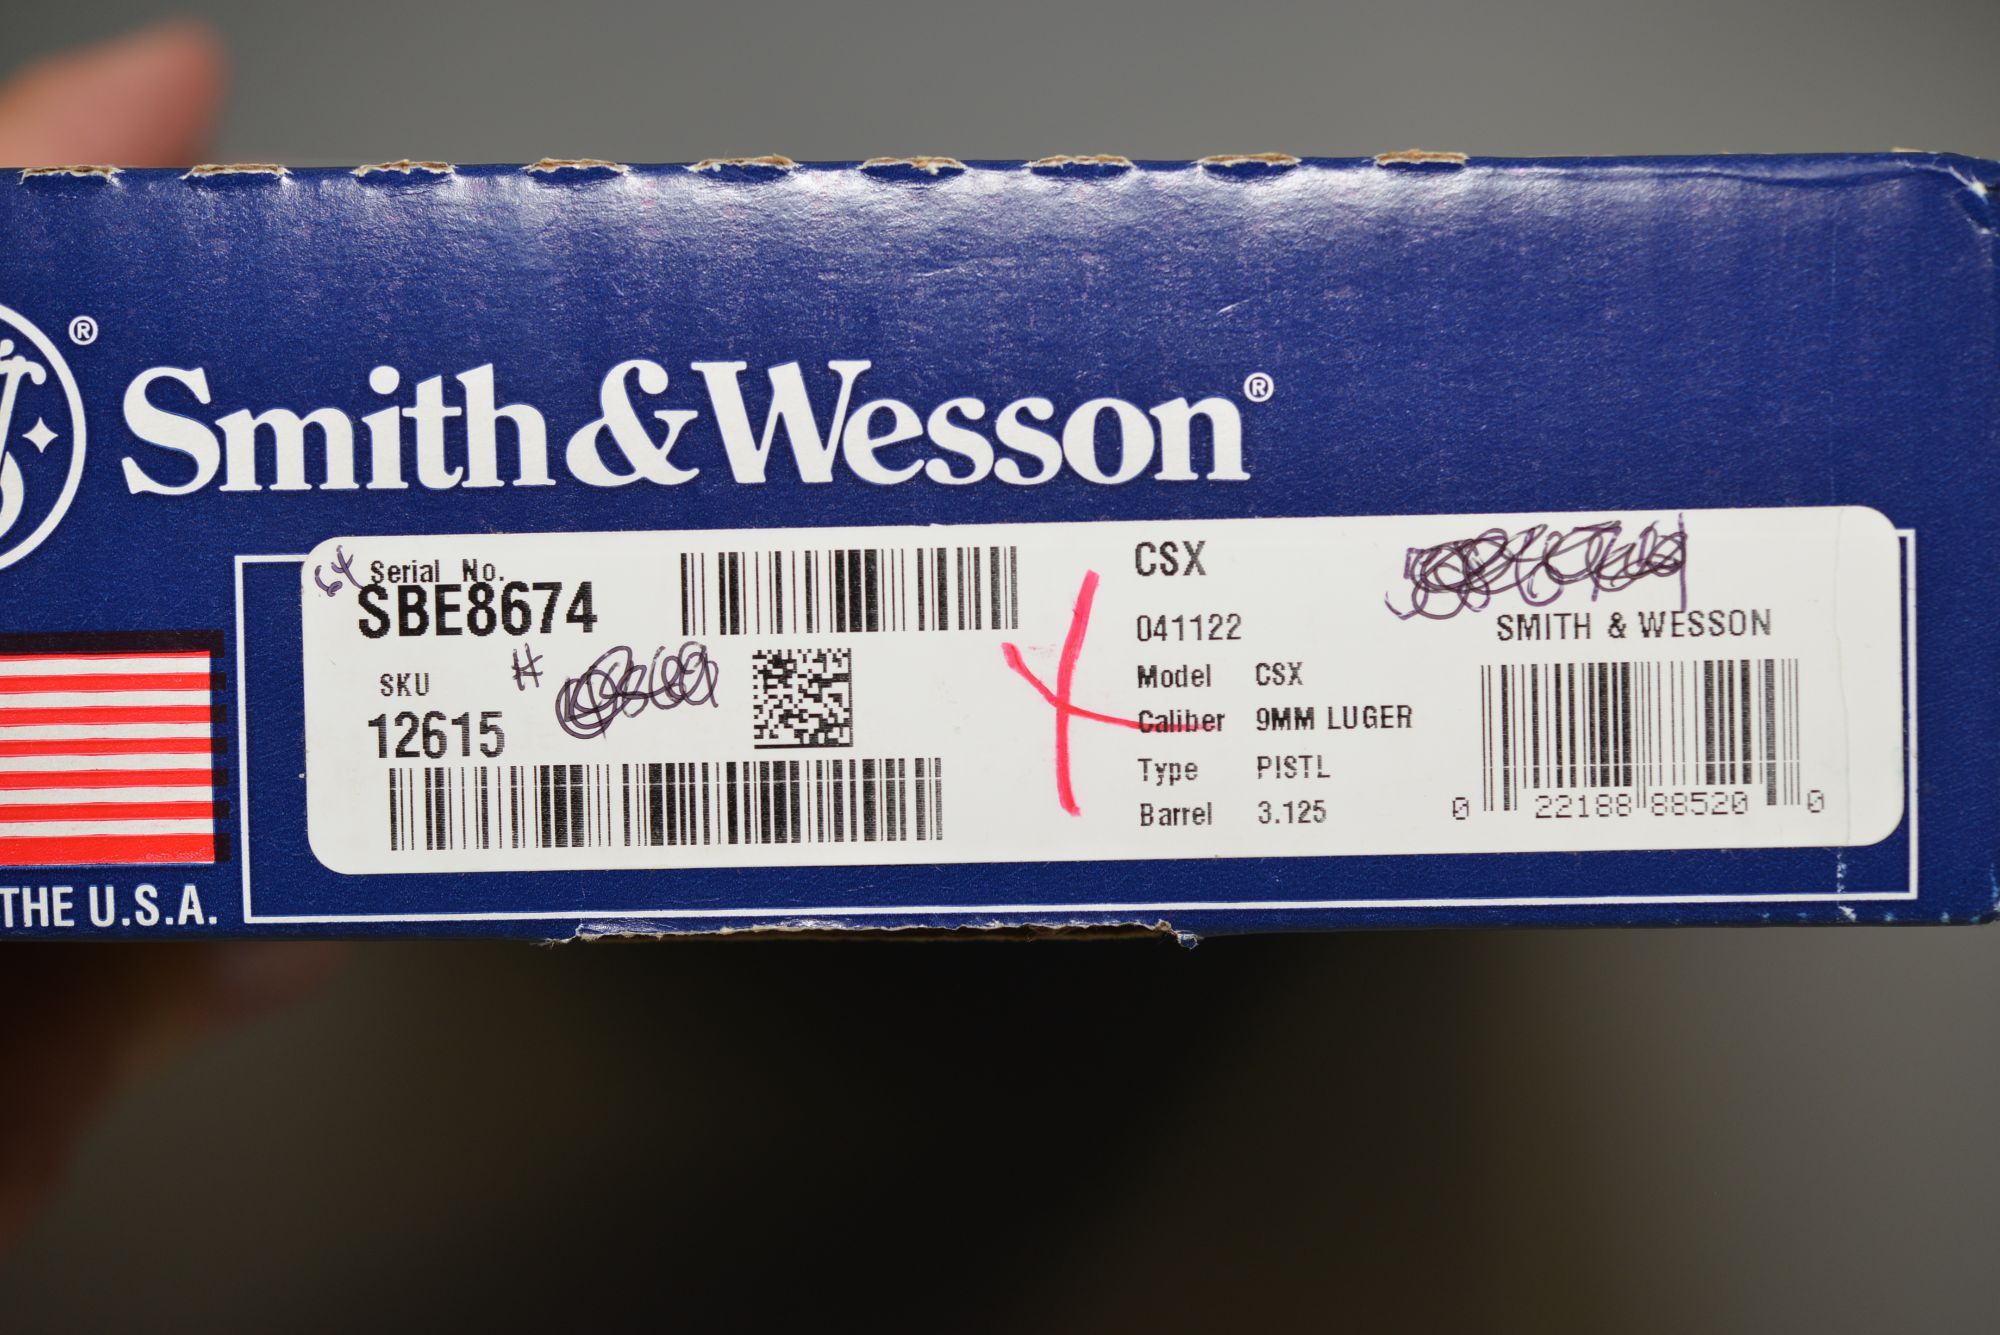 ®
Smith & Wesson®
64 Serial No.
SBE8674
SKU #
12615
CSX
041122
Model CSX
Caliber 9MM LUGER
Type PISTL
Barrel 3.125
SMITH & WESSON
0 22188 88520 0
THE U.S.A.